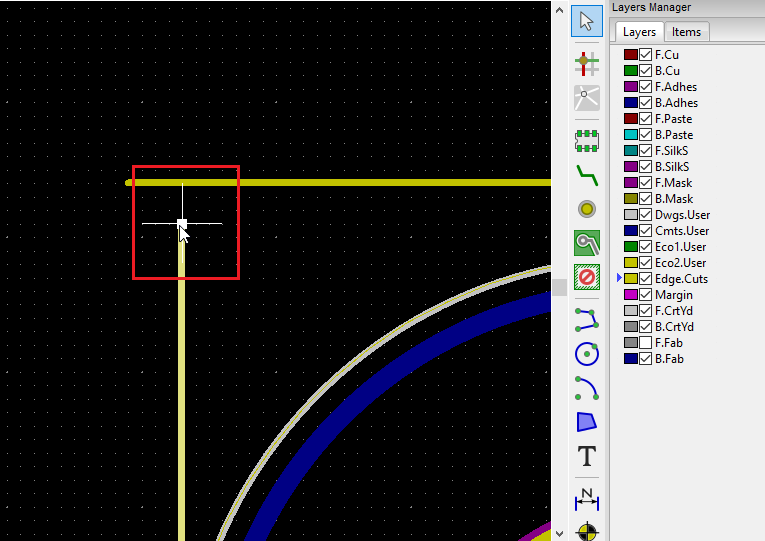 Layers Manager
Layers Items
F.Cu
B.Cu
F.Adhes
B.Adhes
F.Paste
B.Paste
F.SilkS
B.SilkS
F.Mask
B.Mask
Dwgs.User
Cmts.User
Eco1.User
Eco2.User
Edge.Cuts
Margin
F.CrtYd
B.CrtYd
F.Fab
B.Fab
T
N